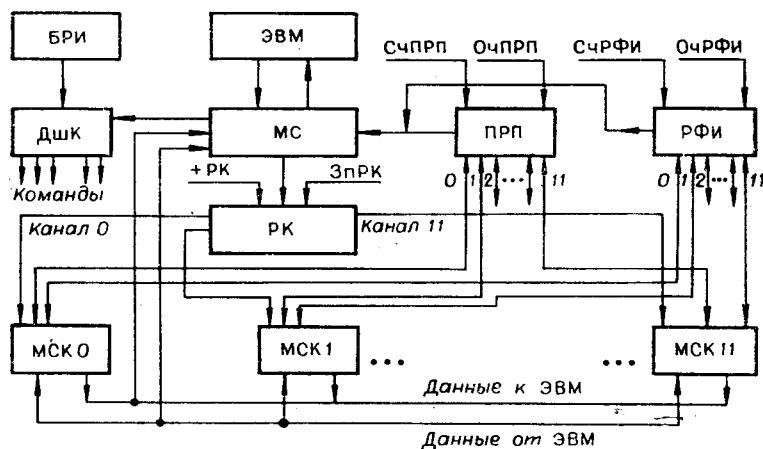 БРИ
ЭВМ
СчПРП
ОчПРП
СчРФИ
ОчРФИ
ДшК
МС
ПРП
РФИ
Команды
+РК
ЗпРК
0 1 2 ... 11
0 1 2 ... 11
Канал 0
РК
Канал 11
МСК 0
МСК 1
...
...
МСК 11
Данные к ЭВМ
Данные от ЭВМ